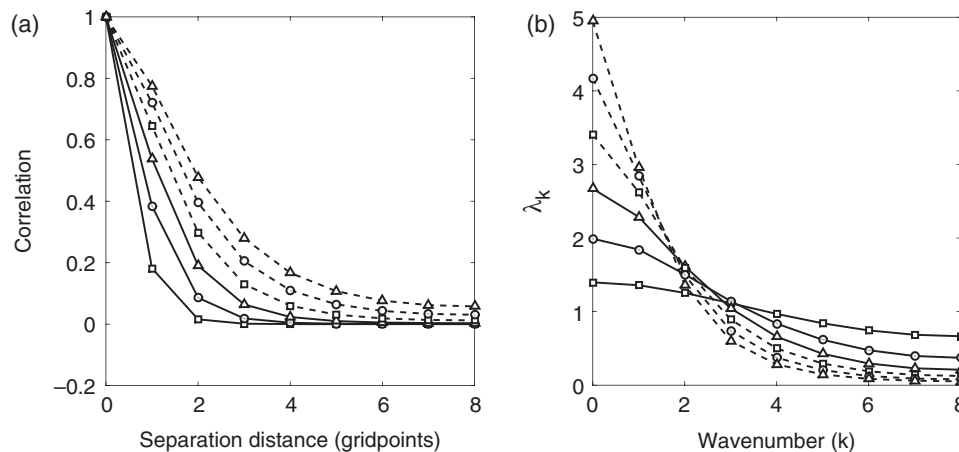 (a)
1
0.8
0.6
0.4
0.2
0
−0.2
Correlation
0 2 4 6 8
Separation distance (gridpoints)
(b)
5
4
3
2
1
0
λk
0 2 4 6 8
Wavenumber (k)